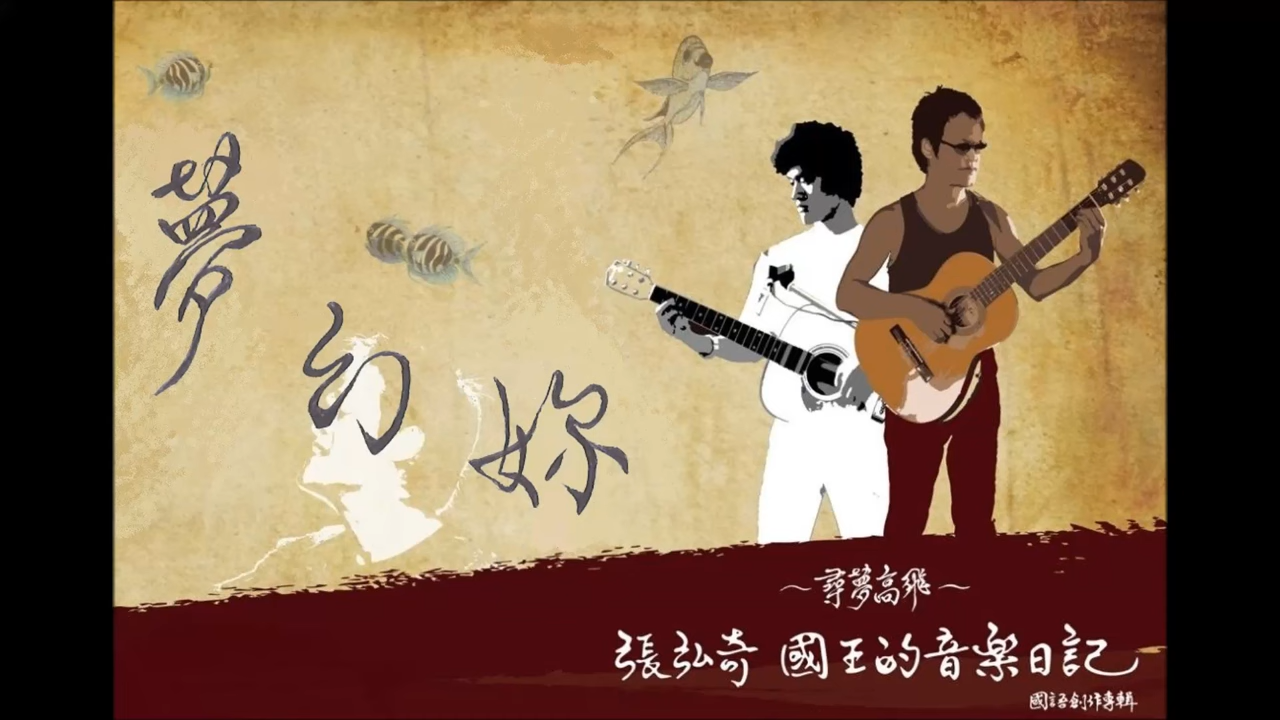 夢幻妳
～尋夢高飛～
張弘奇 國王的音樂日記
國語創作專輯